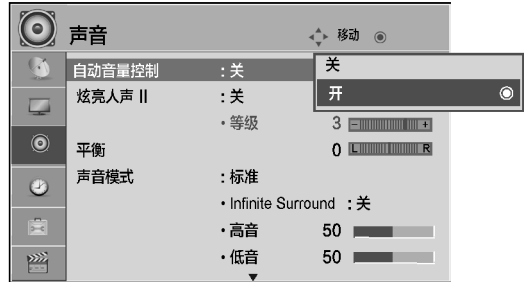 声音 移动
自动音量控制 : 关
关
开
炫亮人声 II : 关
• 等级 3 - +
平衡 0 L R
声音模式 : 标准
• Infinite Surround : 关
• 高音 50
• 低音 50